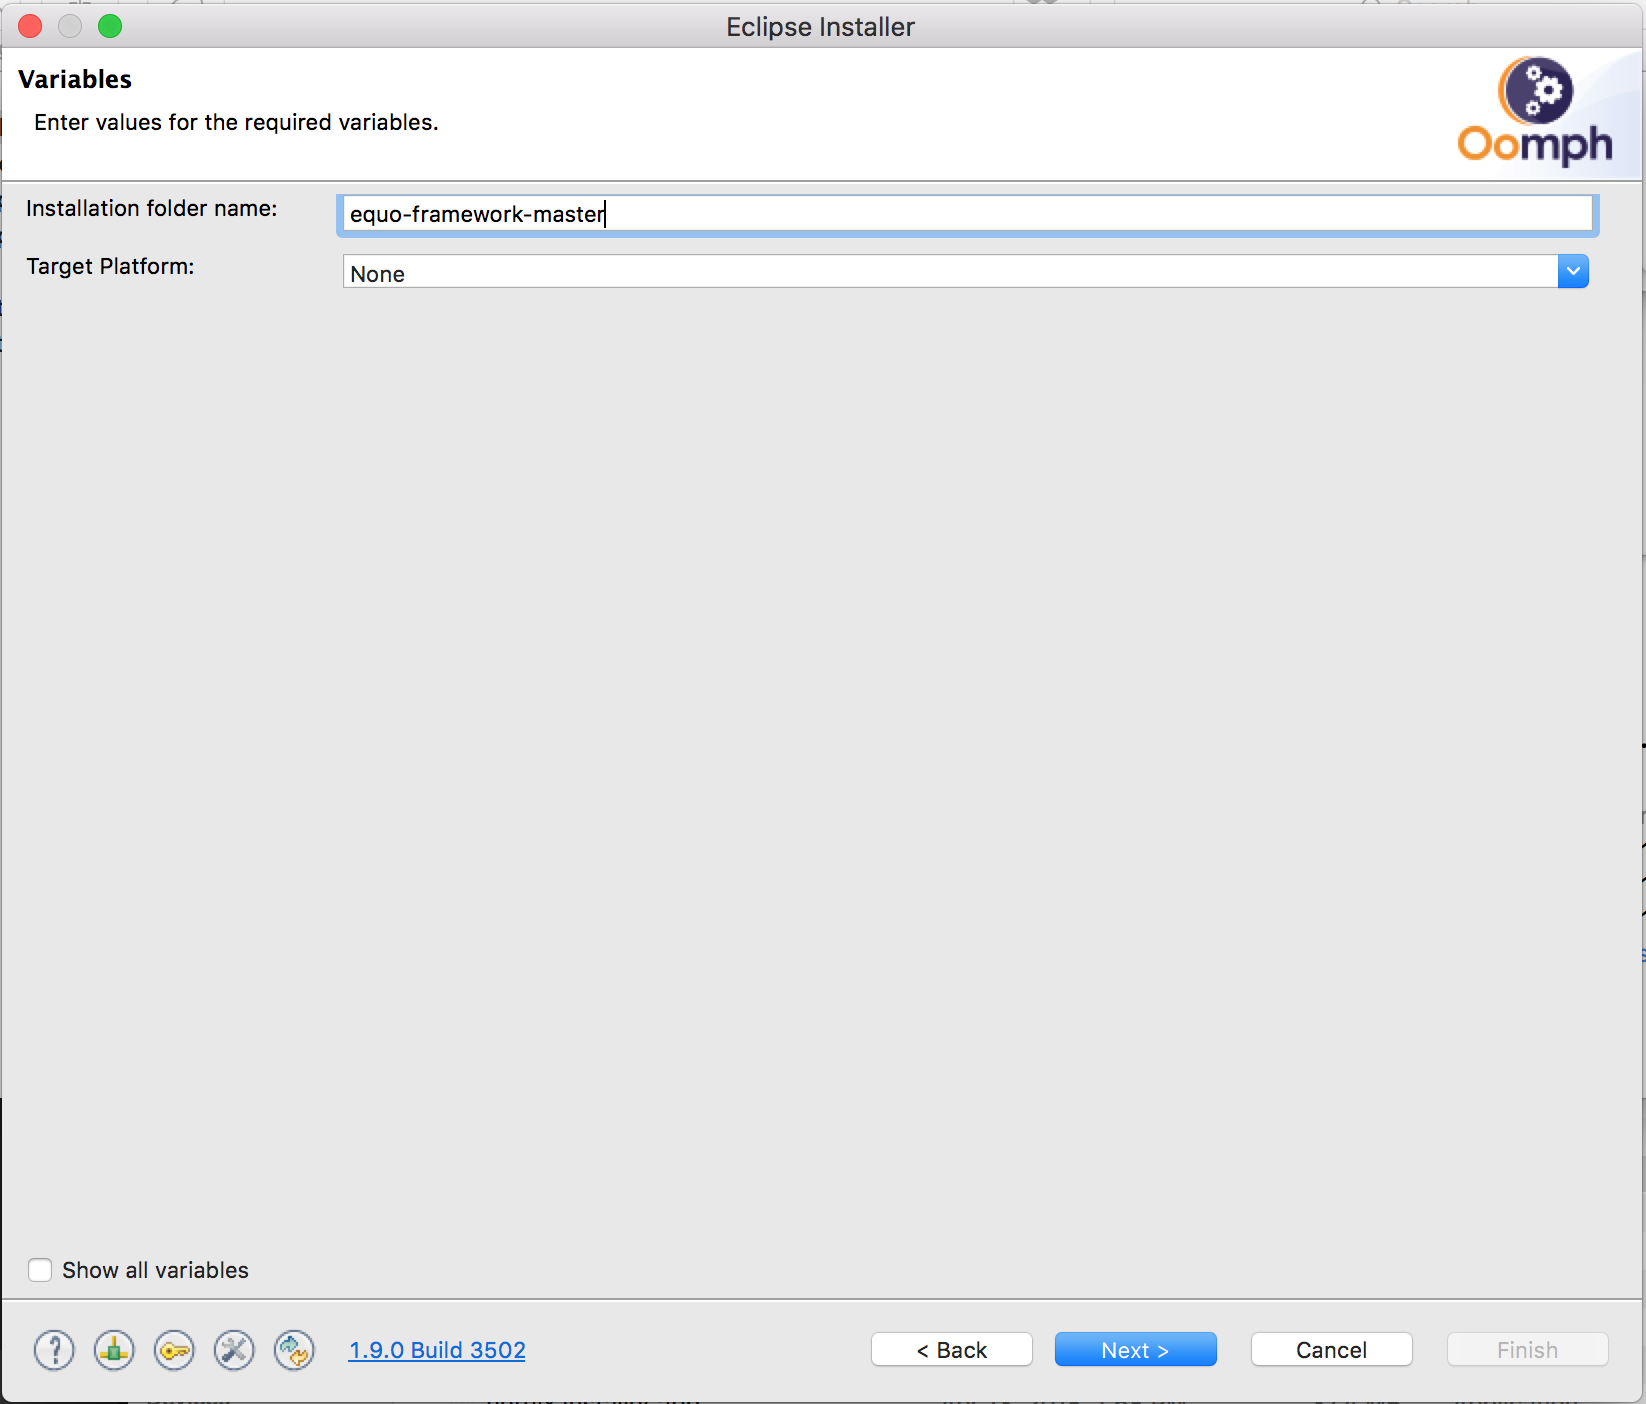 Eclipse Installer
Variables
Enter values for the required variables.
Oomph
Installation folder name: equo-framework-master
Target Platform: None
Show all variables
1.9.0 Build 3502 < Back Next > Cancel Finish